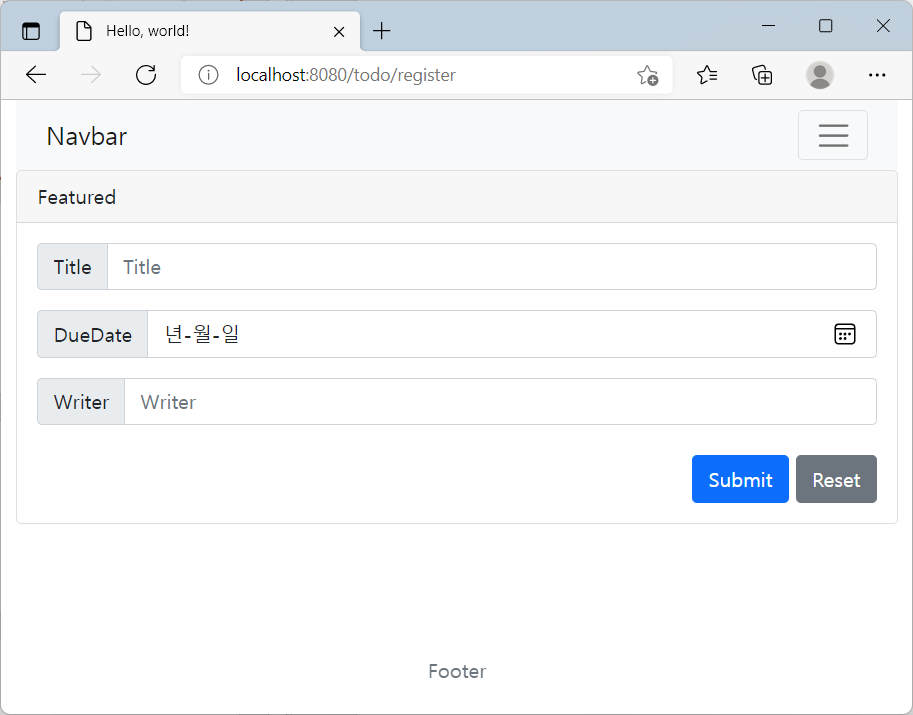 Hello, world!
localhost:8080/todo/register
Navbar
Featured
Title Title
DueDate 년-월-일
Writer Writer
Submit Reset
Footer